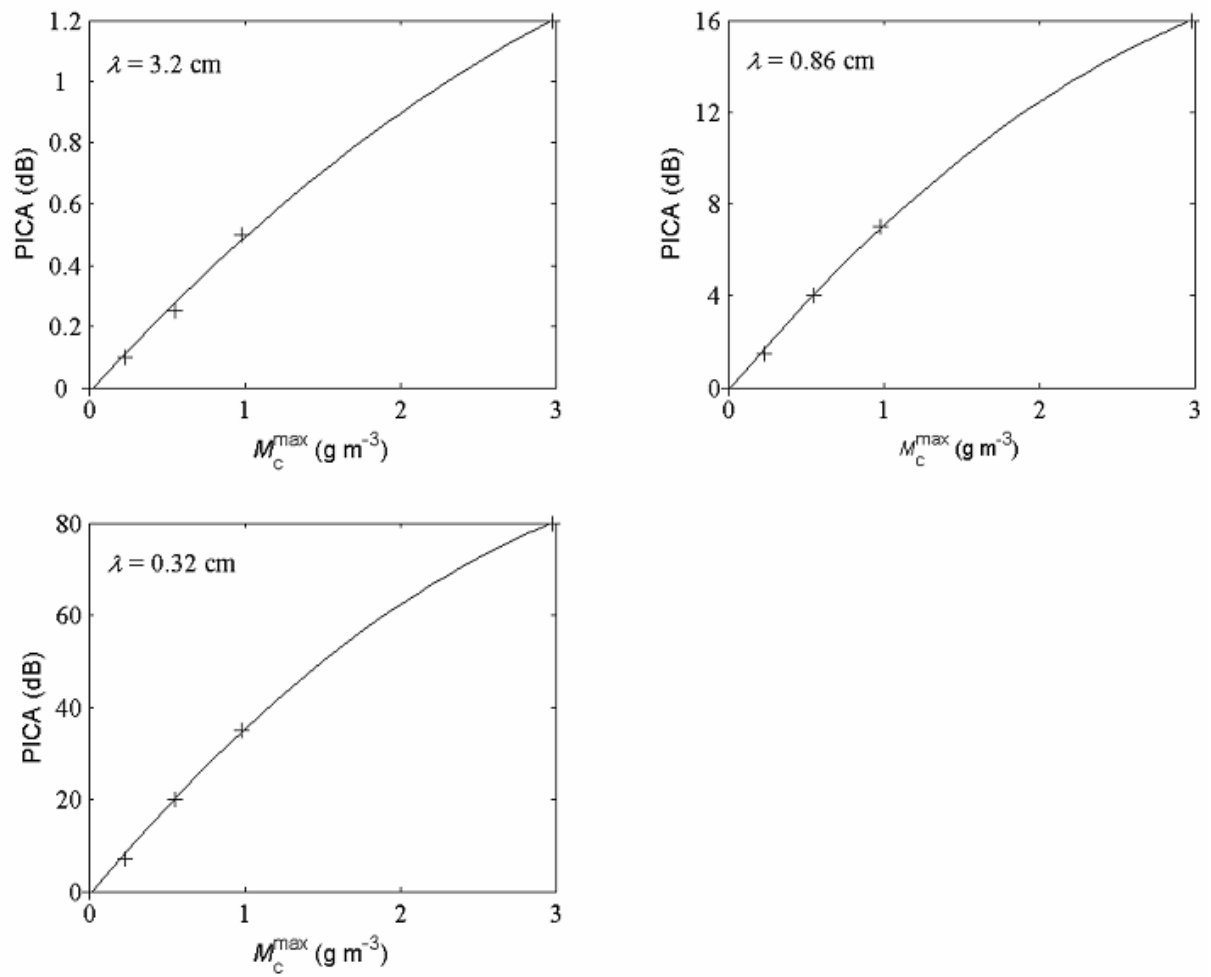 λ = 3.2 cm
PICA (dB)
1.2
1
0.8
0.6
0.4
0.2
0
0 1 2 3
M_c^max (g m^-3)
λ = 0.86 cm
PICA (dB)
16
12
8
4
0
0 1 2 3
M_c^max (g m^-3)
λ = 0.32 cm
PICA (dB)
80
60
40
20
0
0 1 2 3
M_c^max (g m^-3)